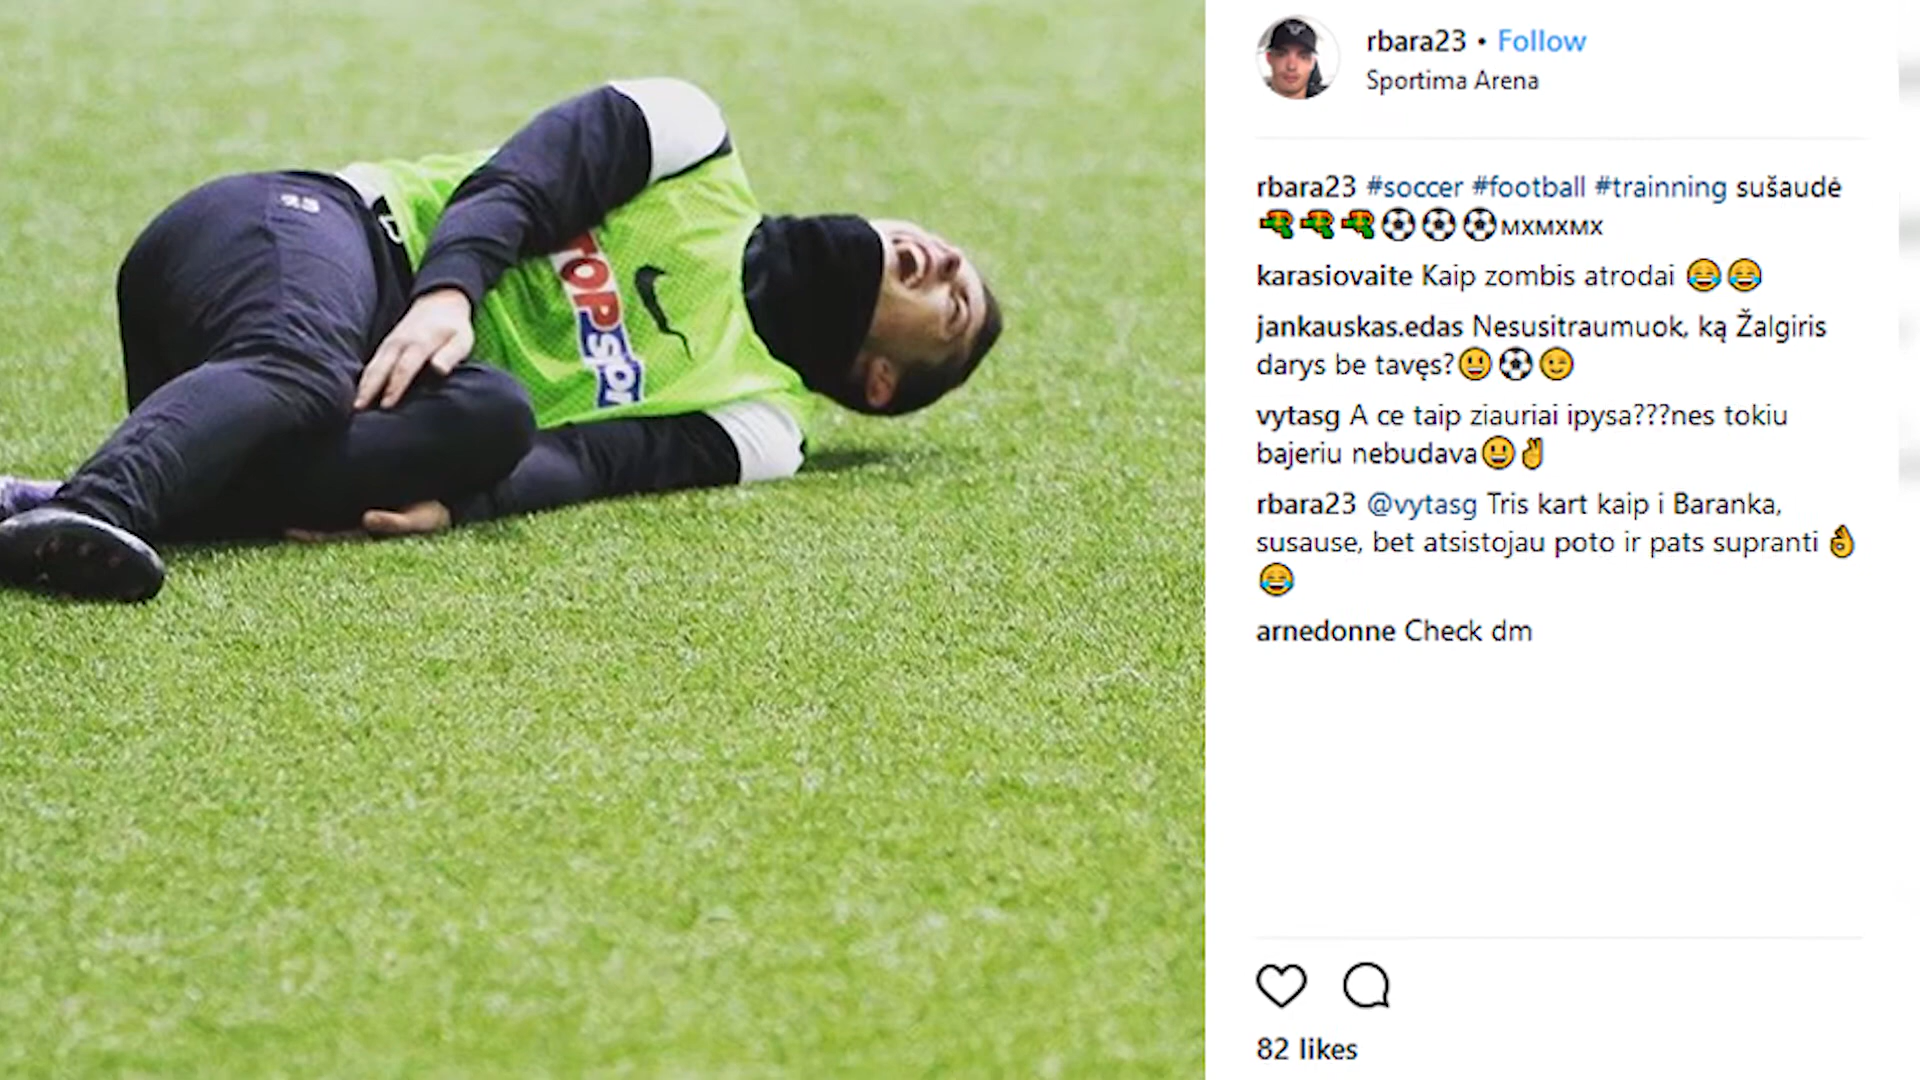 rbara23 • Follow
Sportima Arena
rbara23 #soccer #football #trainning sušaudė
🔫🔫🔫⚽⚽⚽мxмxмx
karasiovaite Kaip zombis atrodai 😂😂
jankauskas.edas Nesusitraumuok, ką Žalgiris
darys be tavęs?😃⚽😉
vytasg A ce taip ziauriai ipysa???nes tokiu
bajeriu nebudava😃✌
rbara23 @vytasg Tris kart kaip i Baranka,
susause, bet atsistojau poto ir pats supranti 👌
😂
arnedonne Check dm
82 likes
TOPSPO